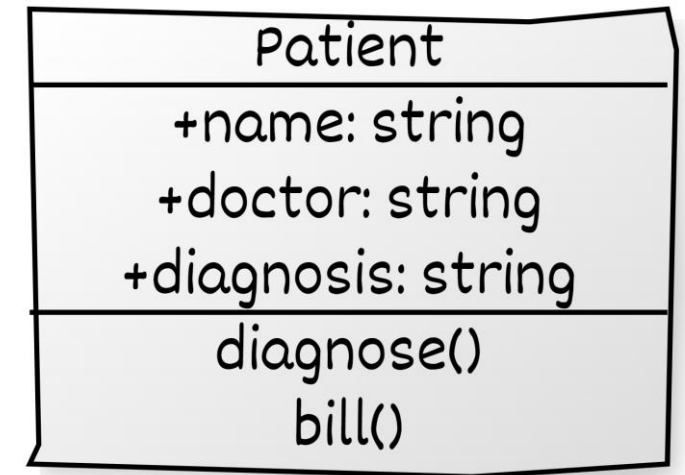 Patient
+name: string
+doctor: string
+diagnosis: string
diagnose()
bill()